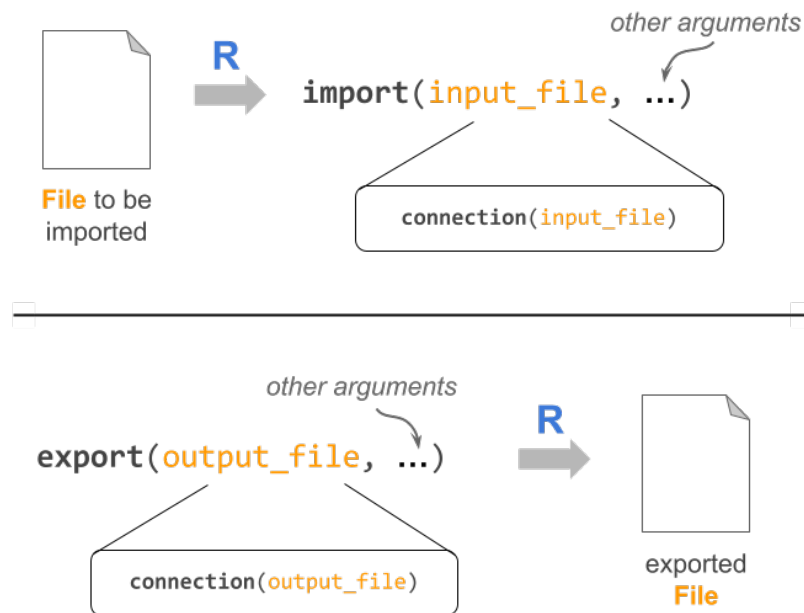 other arguments
R
import(input_file, ...)
File to be
imported
connection(input_file)
other arguments
R
export(output_file, ...)
connection(output_file)
exported
File